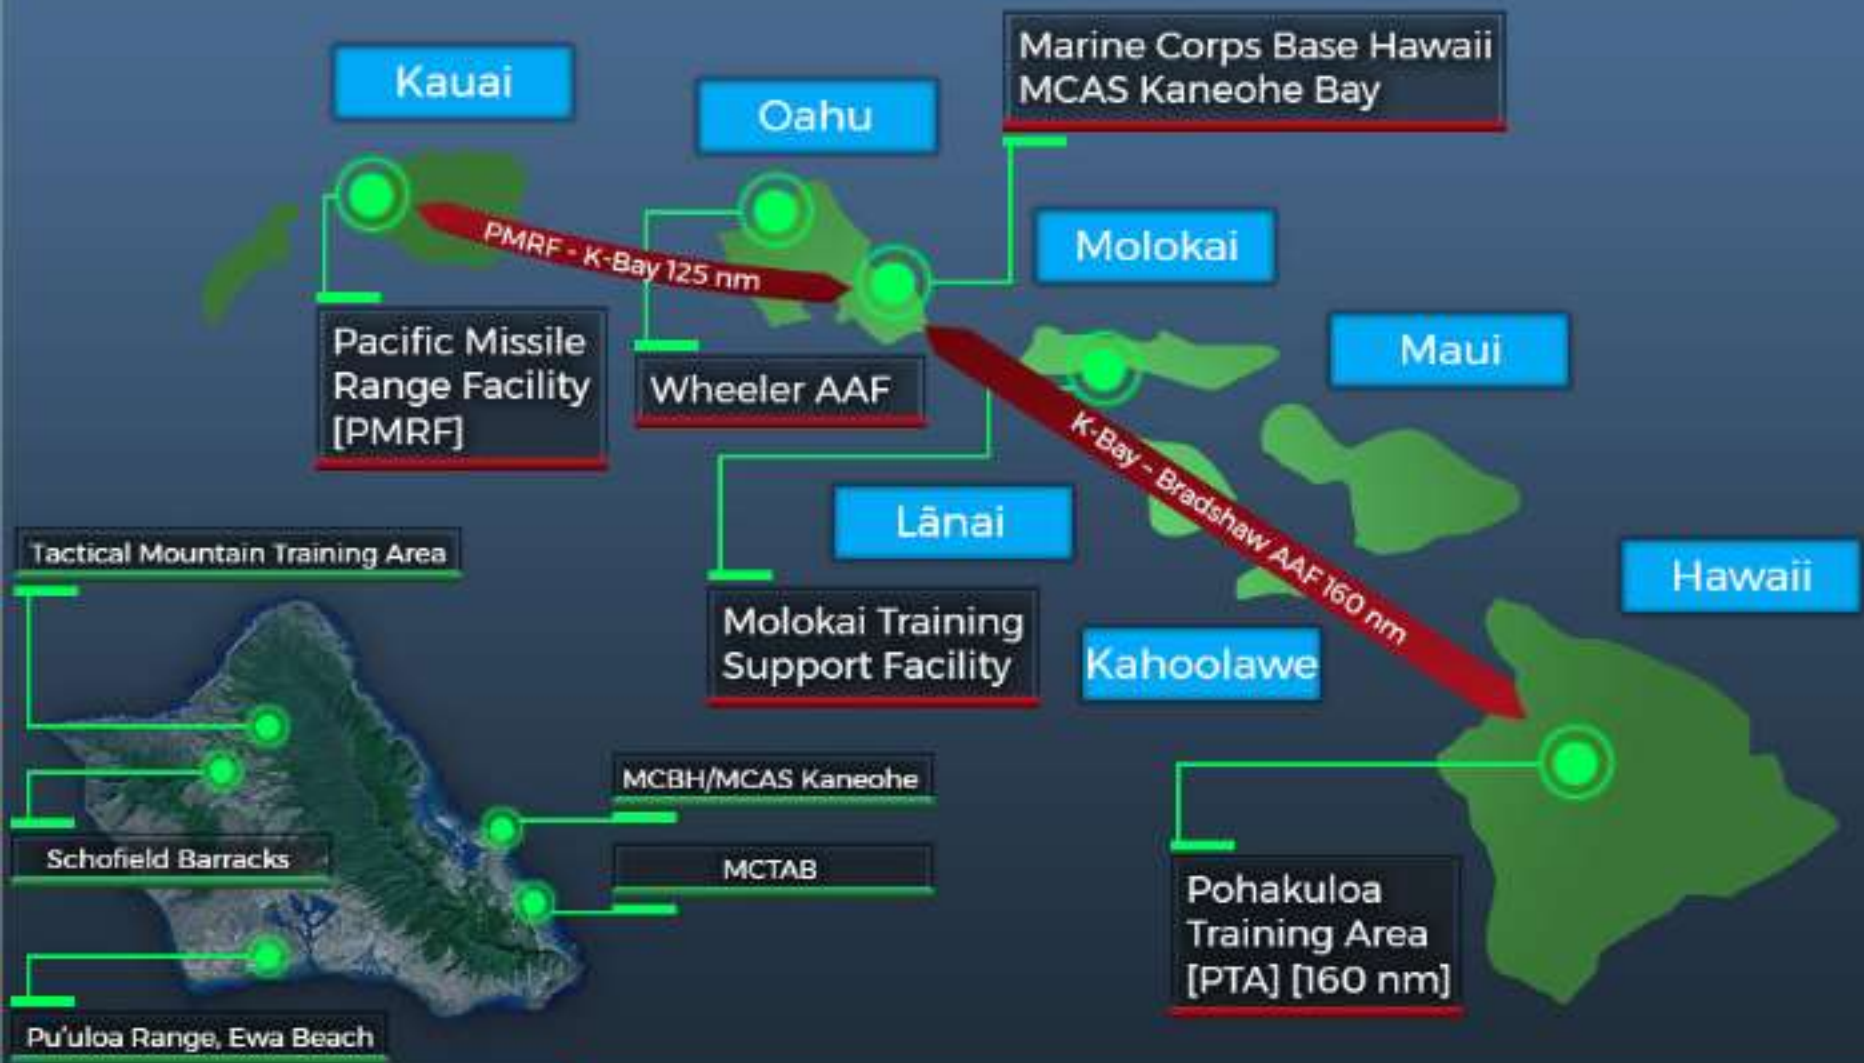 Kauai
Oahu
Marine Corps Base Hawaii
MCAS Kaneohe Bay
Molokai
Maui
PMRF - K-Bay 125 nm
Pacific Missile
Range Facility
[PMRF]
Wheeler AAF
K-Bay - Bradshaw AAF 160 nm
Lānai
Hawaii
Molokai Training
Support Facility
Kahoolawe
Tactical Mountain Training Area
MCBH/MCAS Kaneohe
Schofield Barracks
MCTAB
Pohakuloa
Training Area
[PTA] [160 nm]
Pu'uloa Range, Ewa Beach